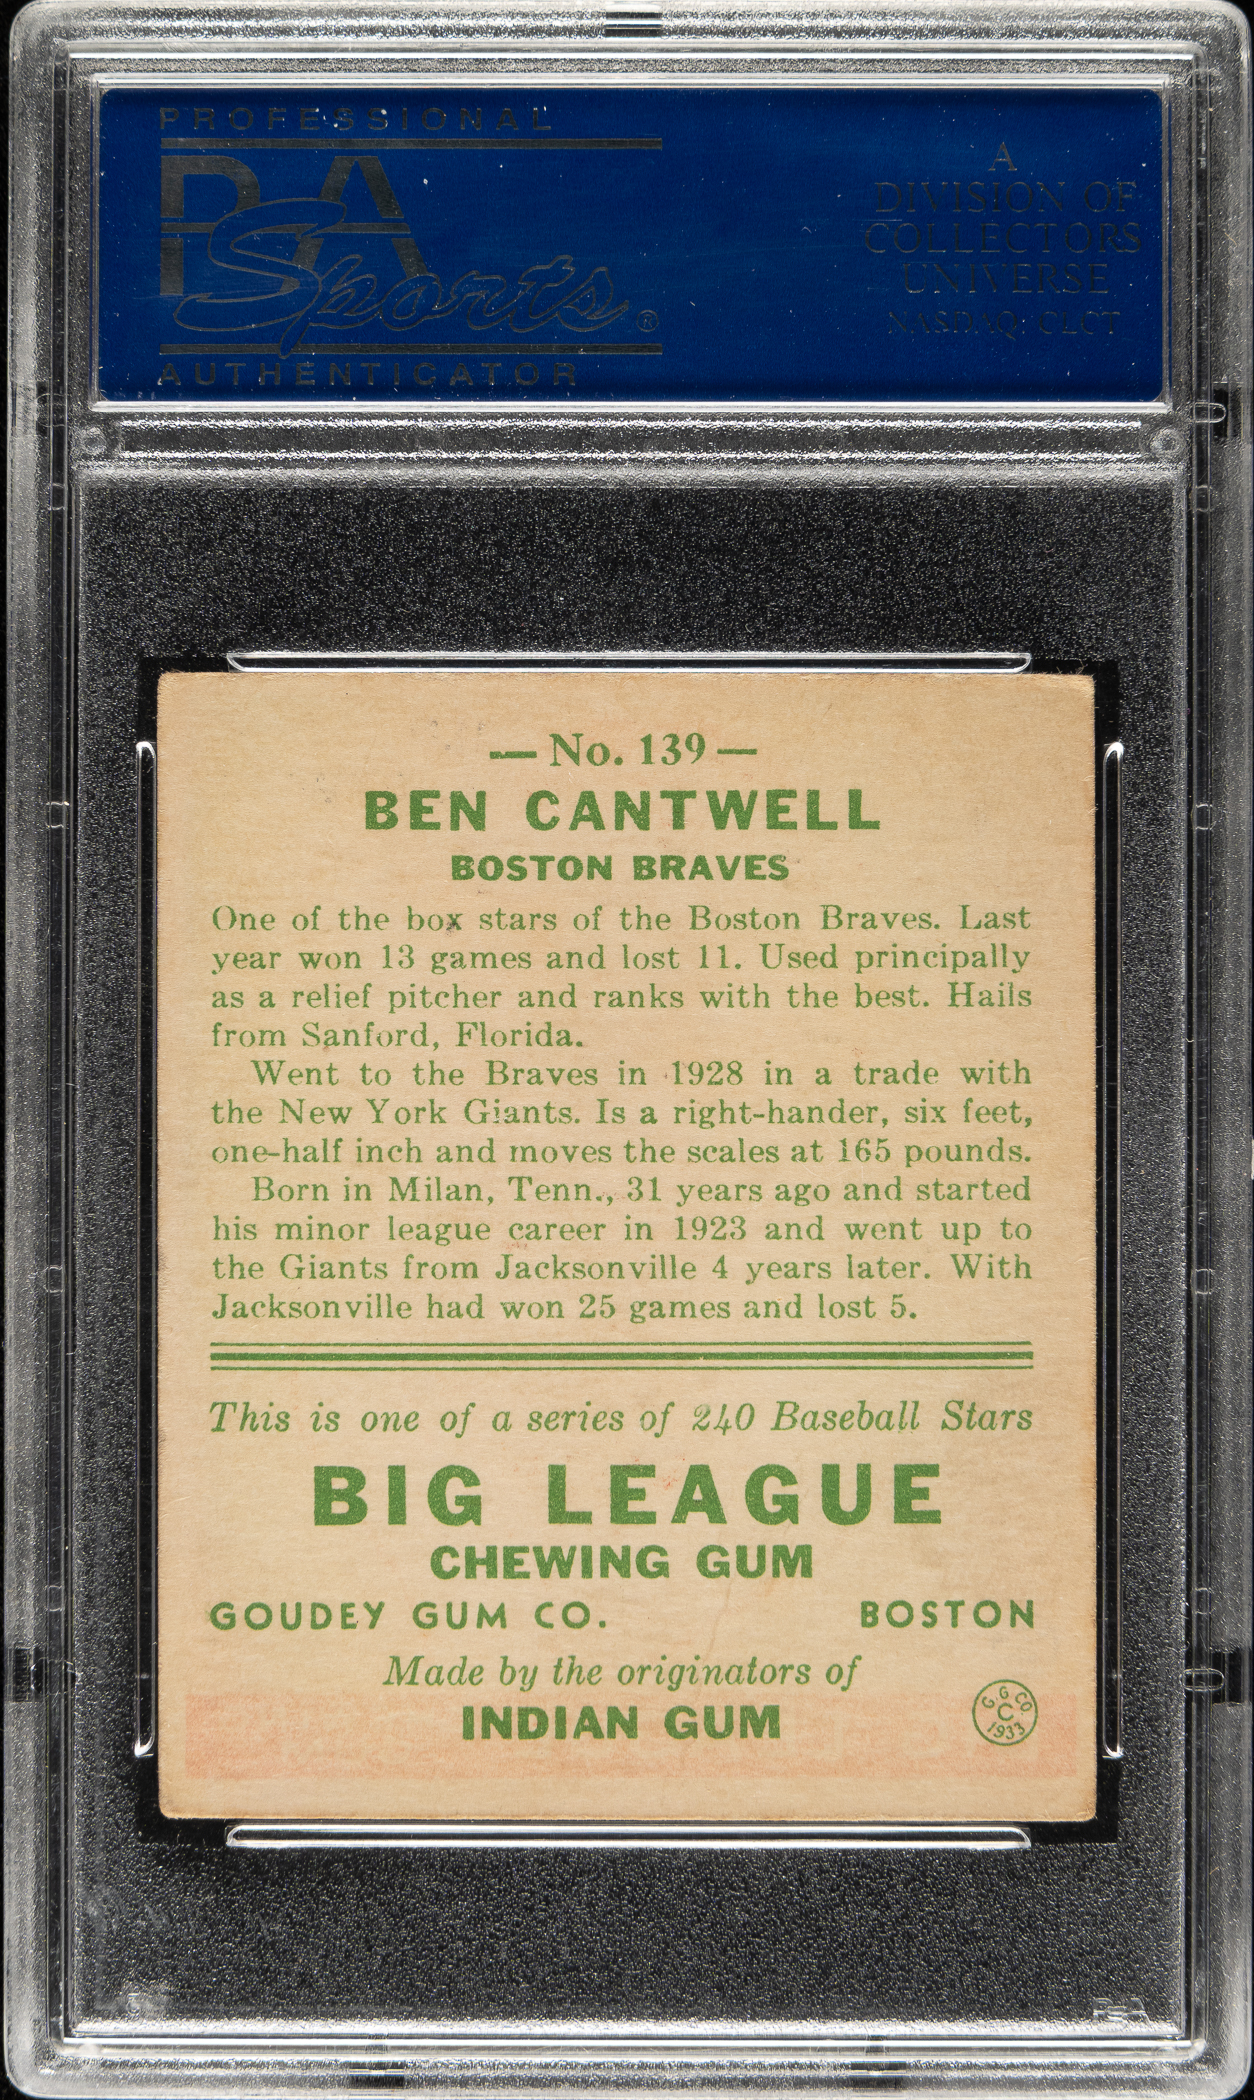 PROFESSIONAL
PSA
Sports®
AUTHENTICATOR
A
DIVISION OF
COLLECTORS
UNIVERSE
NASDAQ: CLCT
— No. 139 —
BEN CANTWELL
BOSTON BRAVES
One of the box stars of the Boston Braves. Last
year won 13 games and lost 11. Used principally
as a relief pitcher and ranks with the best. Hails
from Sanford, Florida.
Went to the Braves in 1928 in a trade with
the New York Giants. Is a right-hander, six feet,
one-half inch and moves the scales at 165 pounds.
Born in Milan, Tenn., 31 years ago and started
his minor league career in 1923 and went up to
the Giants from Jacksonville 4 years later. With
Jacksonville had won 25 games and lost 5.
This is one of a series of 240 Baseball Stars
BIG LEAGUE
CHEWING GUM
GOUDEY GUM CO. BOSTON
Made by the originators of
INDIAN GUM
G. G. CO.
C
1933
PSA